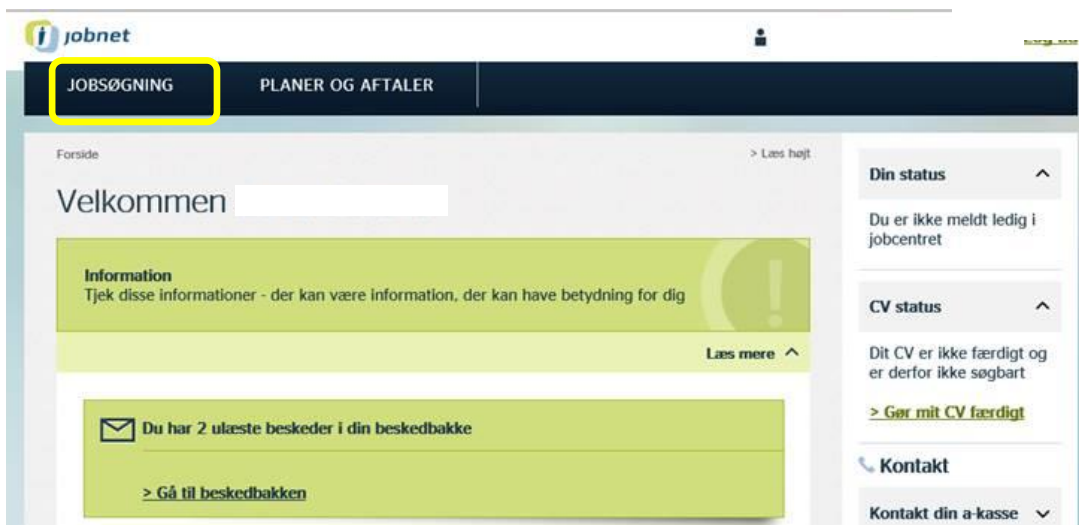 jobnet
JOBSØGNING
PLANER OG AFTALER
Forside
> Læs højt
Velkommen
Information
Tjek disse informationer - der kan være information, der kan have betydning for dig
Læs mere
Du har 2 ulæste beskeder i din beskedbakke
> Gå til beskedbakken
Din status
Du er ikke meldt ledig i
jobcentret
CV status
Dit CV er ikke færdigt og
er derfor ikke søgbart
> Gør mit CV færdigt
Kontakt
Kontakt din a-kasse